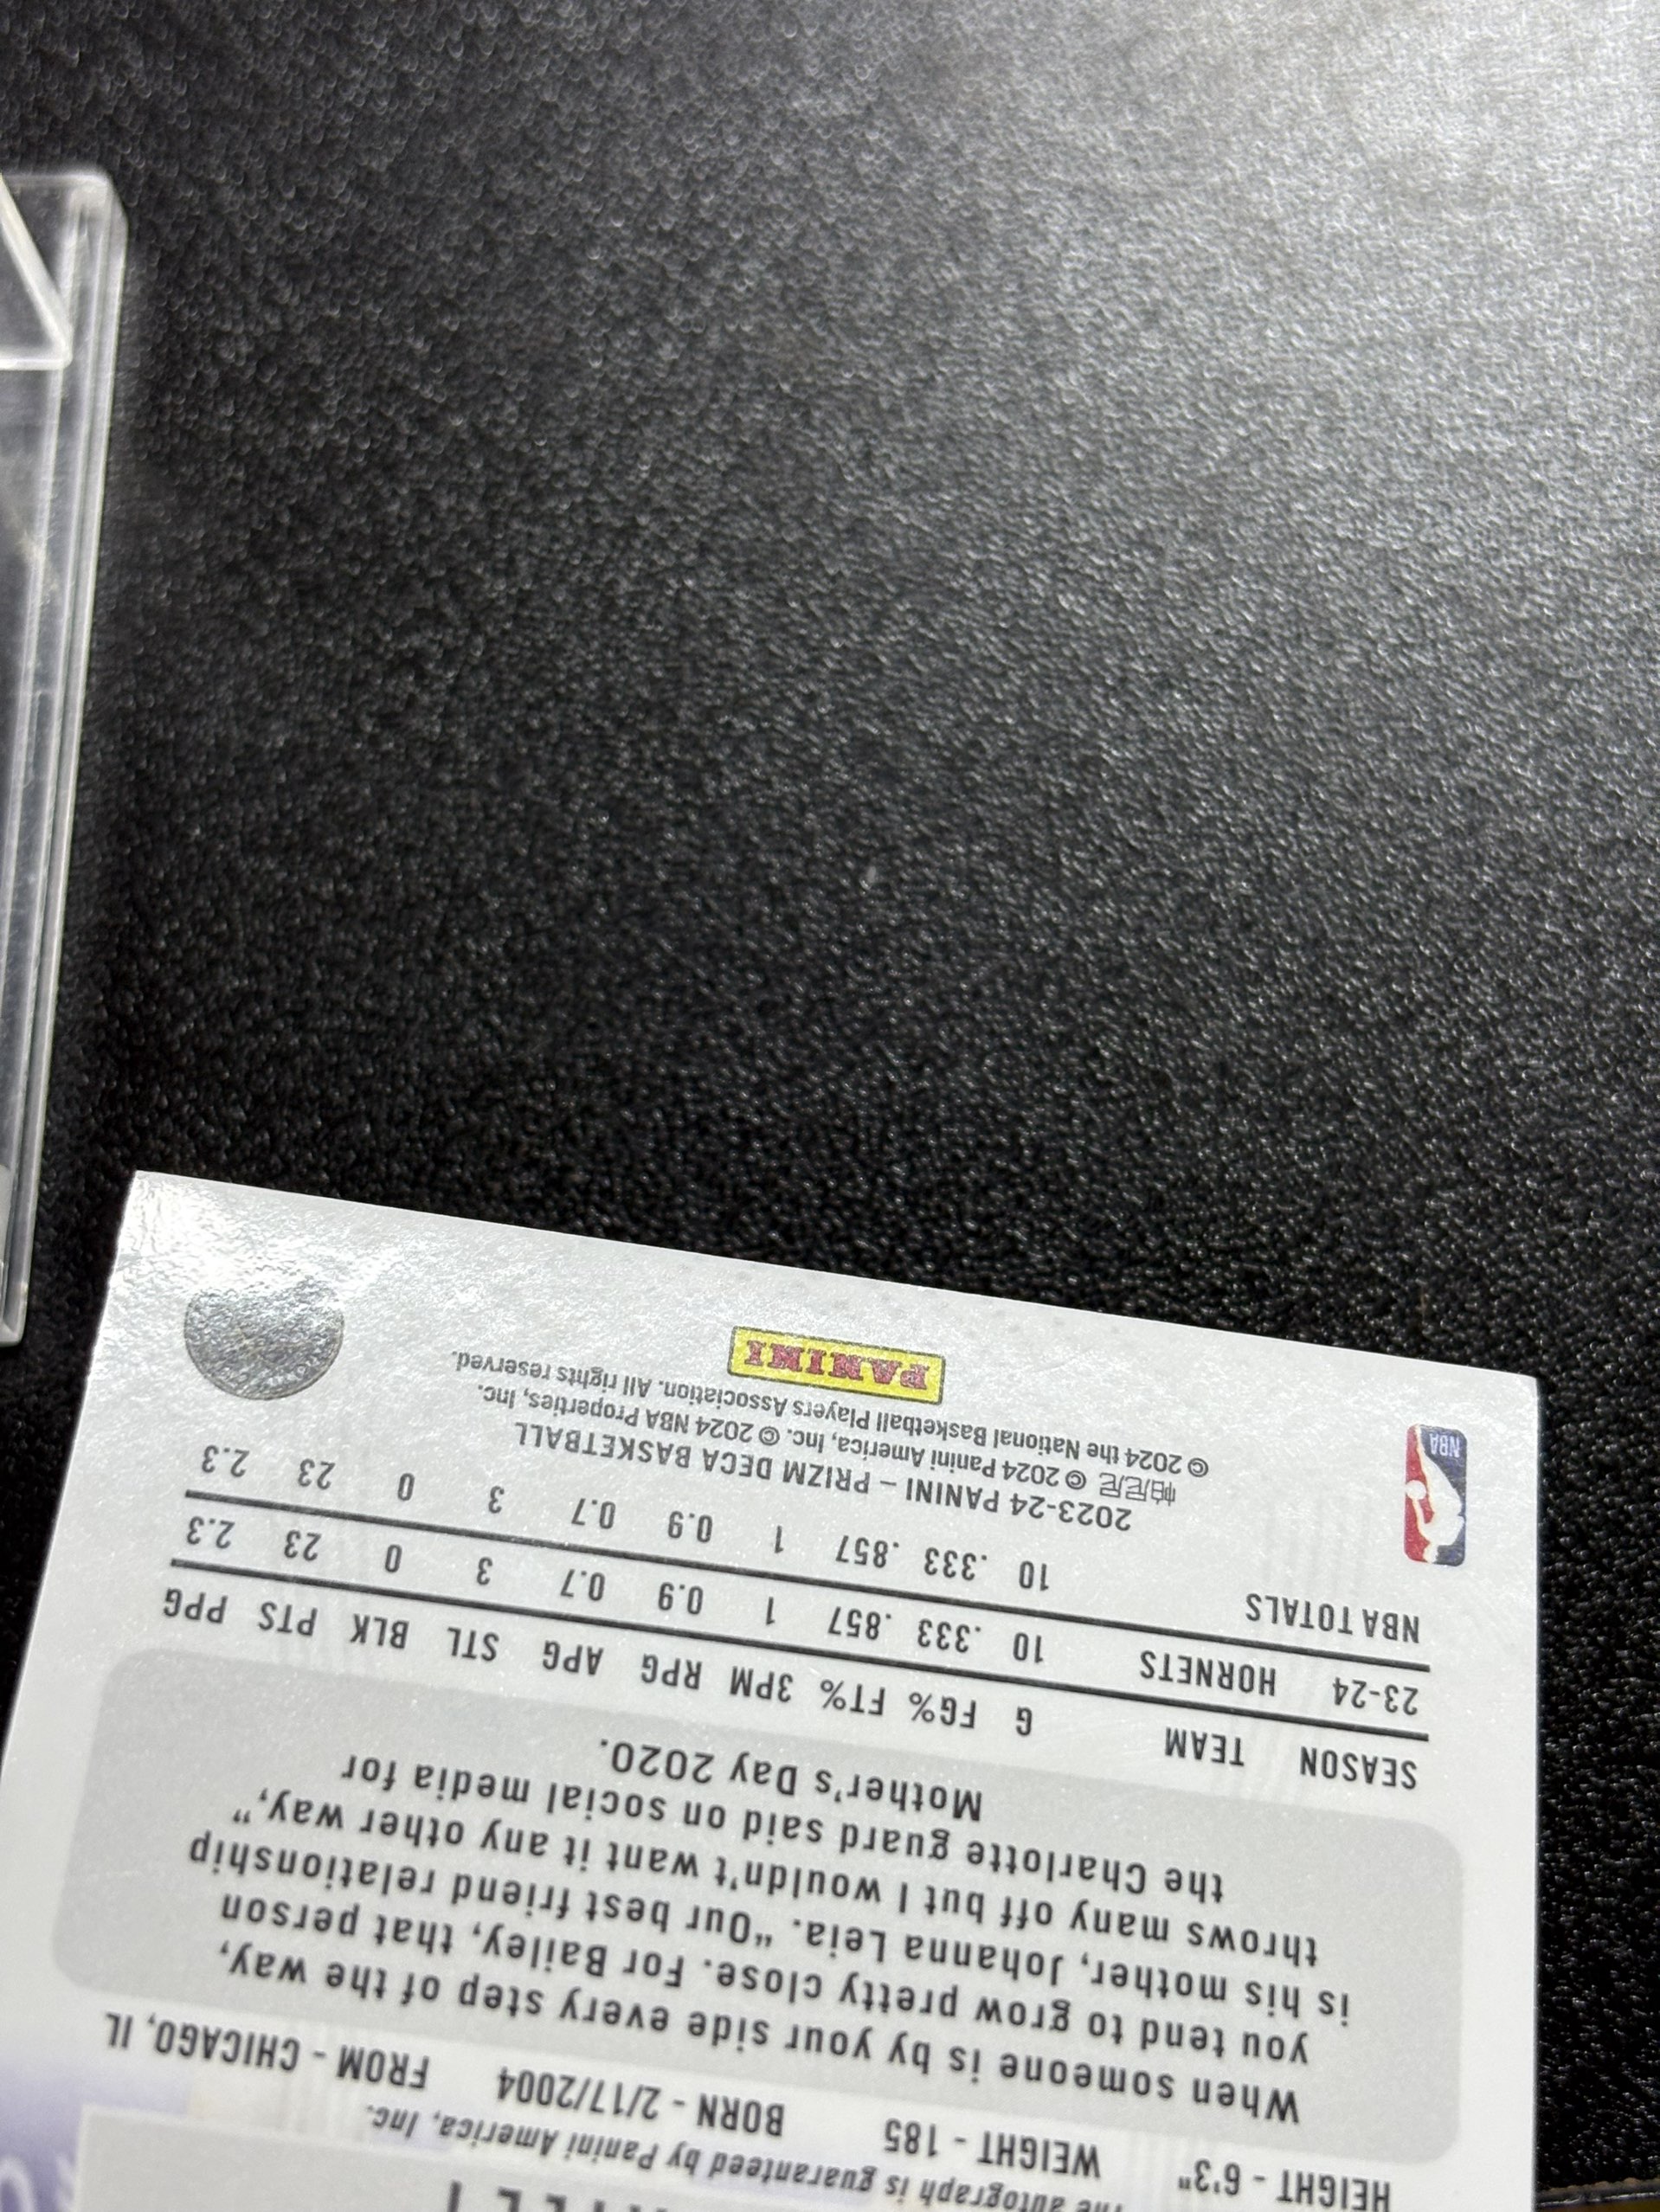 The autograph is guaranteed by Panini America, Inc.
HEIGHT - 6'3" WEIGHT - 185 BORN - 2/17/2004 FROM - CHICAGO, IL
When someone is by your side every step of the way,
you tend to grow pretty close. For Bailey, that person
is his mother, Johanna Leia. "Our best friend relationship
throws many off but I wouldn't want it any other way,"
the Charlotte guard said on social media for
Mother's Day 2020.
SEASON TEAM G FG% FT% 3PM RPG APG STL BLK PTS PPG
23-24 HORNETS 10 .333 .857 1 0.9 0.7 3 0 23 2.3
NBA TOTALS 10 .333 .857 1 0.9 0.7 3 0 23 2.3
2023-24 PANINI – PRIZM DECA BASKETBALL
帕尼尼 © 2024 Panini America, Inc. © 2024 NBA Properties, Inc.
© 2024 the National Basketball Players Association. All rights reserved.
NBA
PANINI